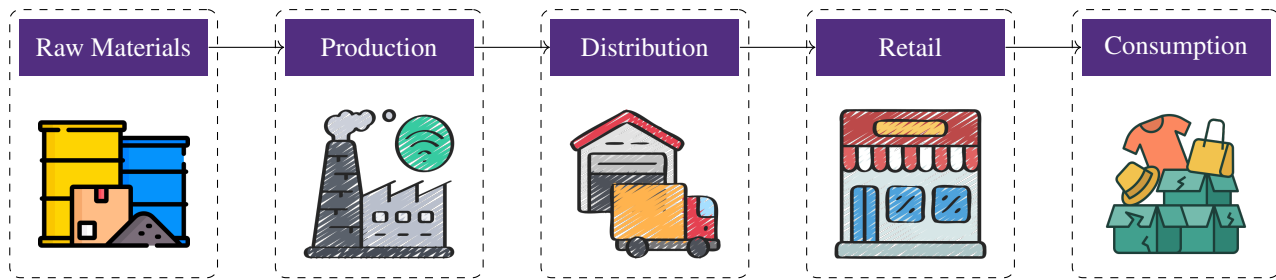 Raw Materials
Production
Distribution
Retail
Consumption